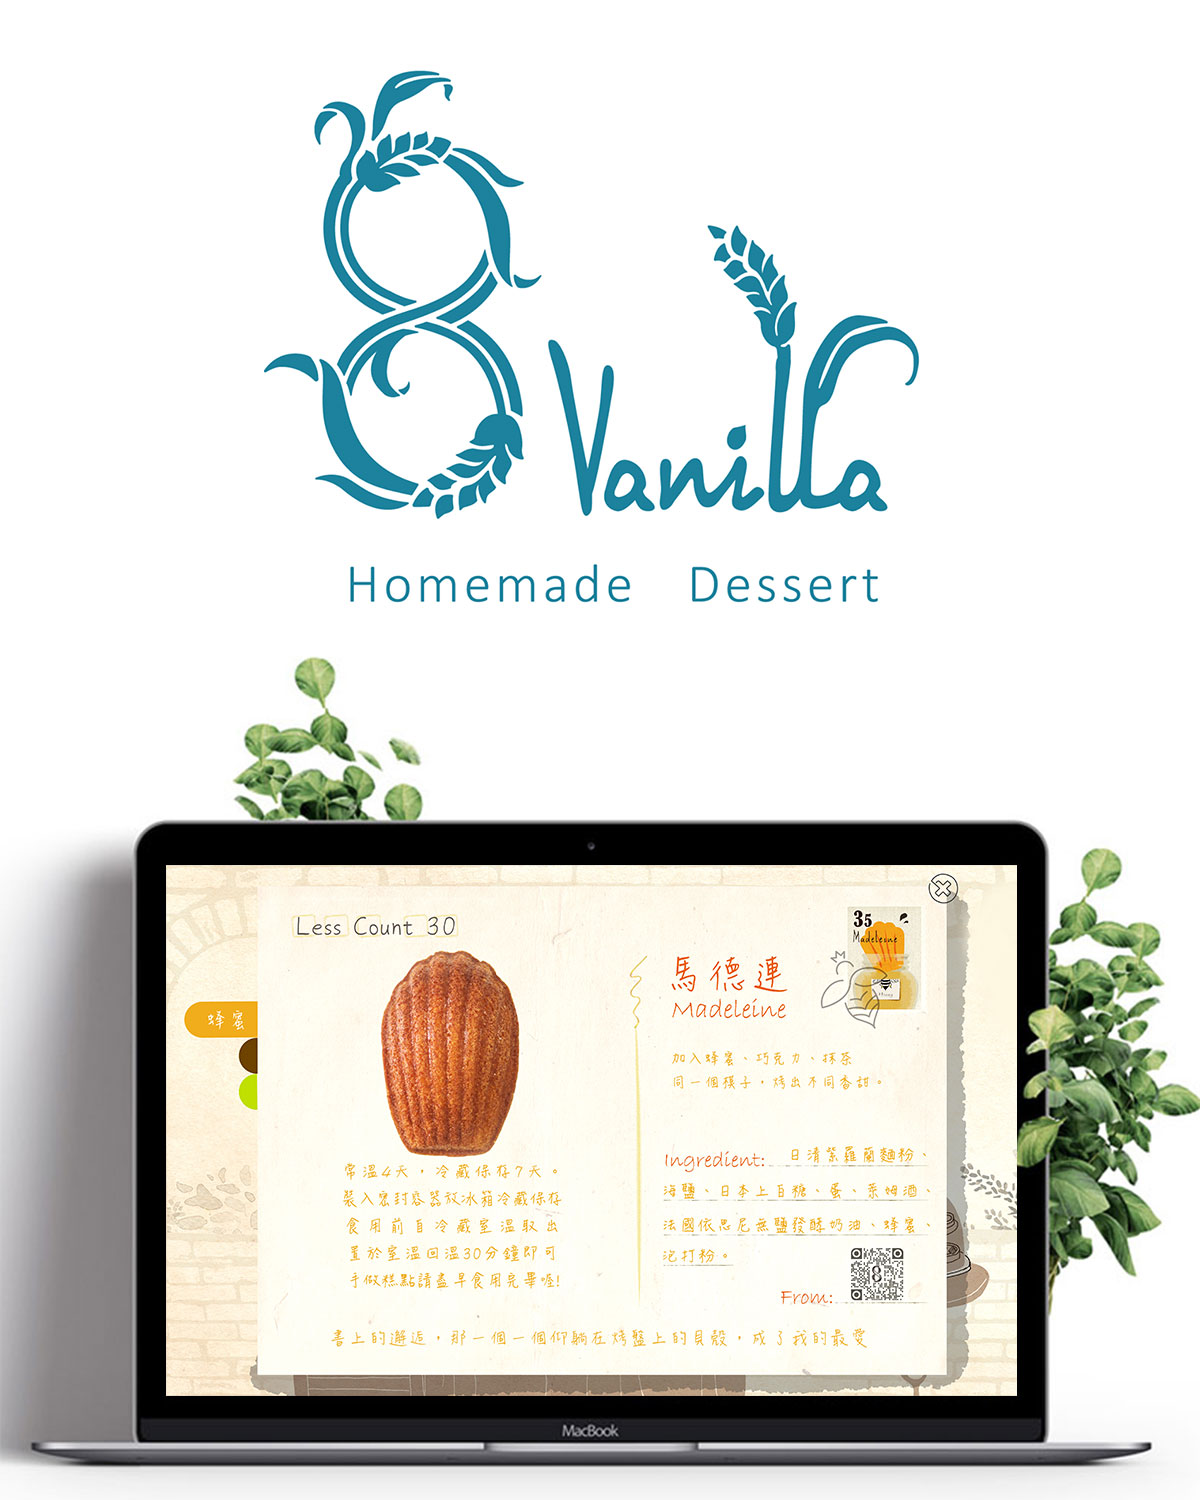 8 Vanilla
Homemade Dessert
Less Count 30
35
Madeleine
馬德連
Madeleine
蜂蜜
加入蜂蜜、巧克力、抹茶
同一個模子，烤出不同香甜。
常溫4天，冷藏保存7天。
裝入密封容器放冰箱冷藏保存
食用前自冷藏室溫取出
置於室溫回溫30分鐘即可
手做糕點請盡早食用完畢喔!
Ingredient: 日清紫羅蘭麵粉、
海鹽、日本上白糖、蛋、萊姆酒、
法國依思尼無鹽發酵奶油、蜂蜜、
泡打粉。
From:
8
書上的邂逅，那一個一個仰躺在烤盤上的貝殼，成了我的最愛
MacBook